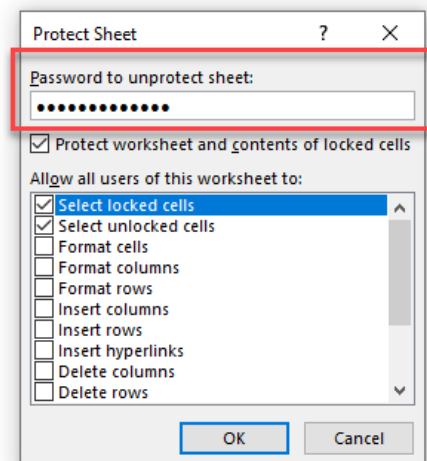 Protect Sheet ? ✕
Password to unprotect sheet:
•••••••••••••
Protect worksheet and contents of locked cells
Allow all users of this worksheet to:
Select locked cells
Select unlocked cells
Format cells
Format columns
Format rows
Insert columns
Insert rows
Insert hyperlinks
Delete columns
Delete rows
OK Cancel